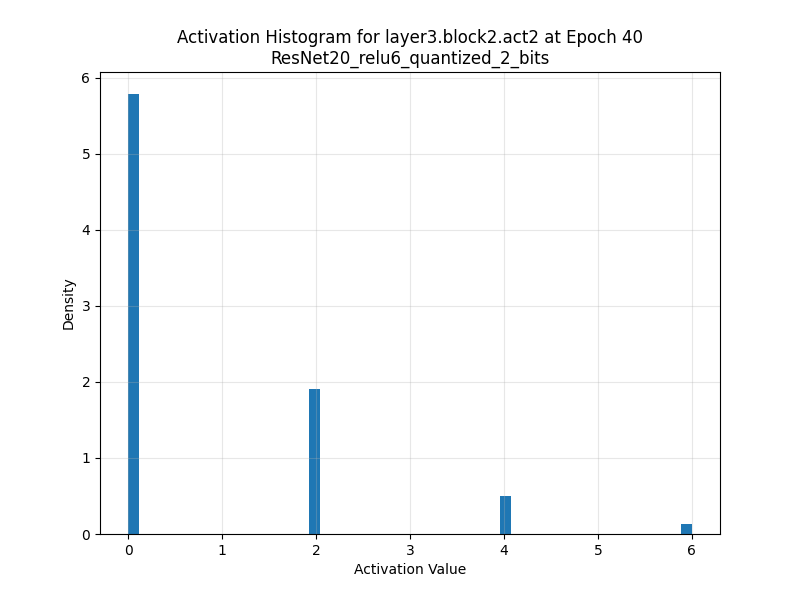 Activation Histogram for layer3.block2.act2 at Epoch 40
ResNet20_relu6_quantized_2_bits
6
5
4
3
2
1
0
Density
0 1 2 3 4 5 6
Activation Value